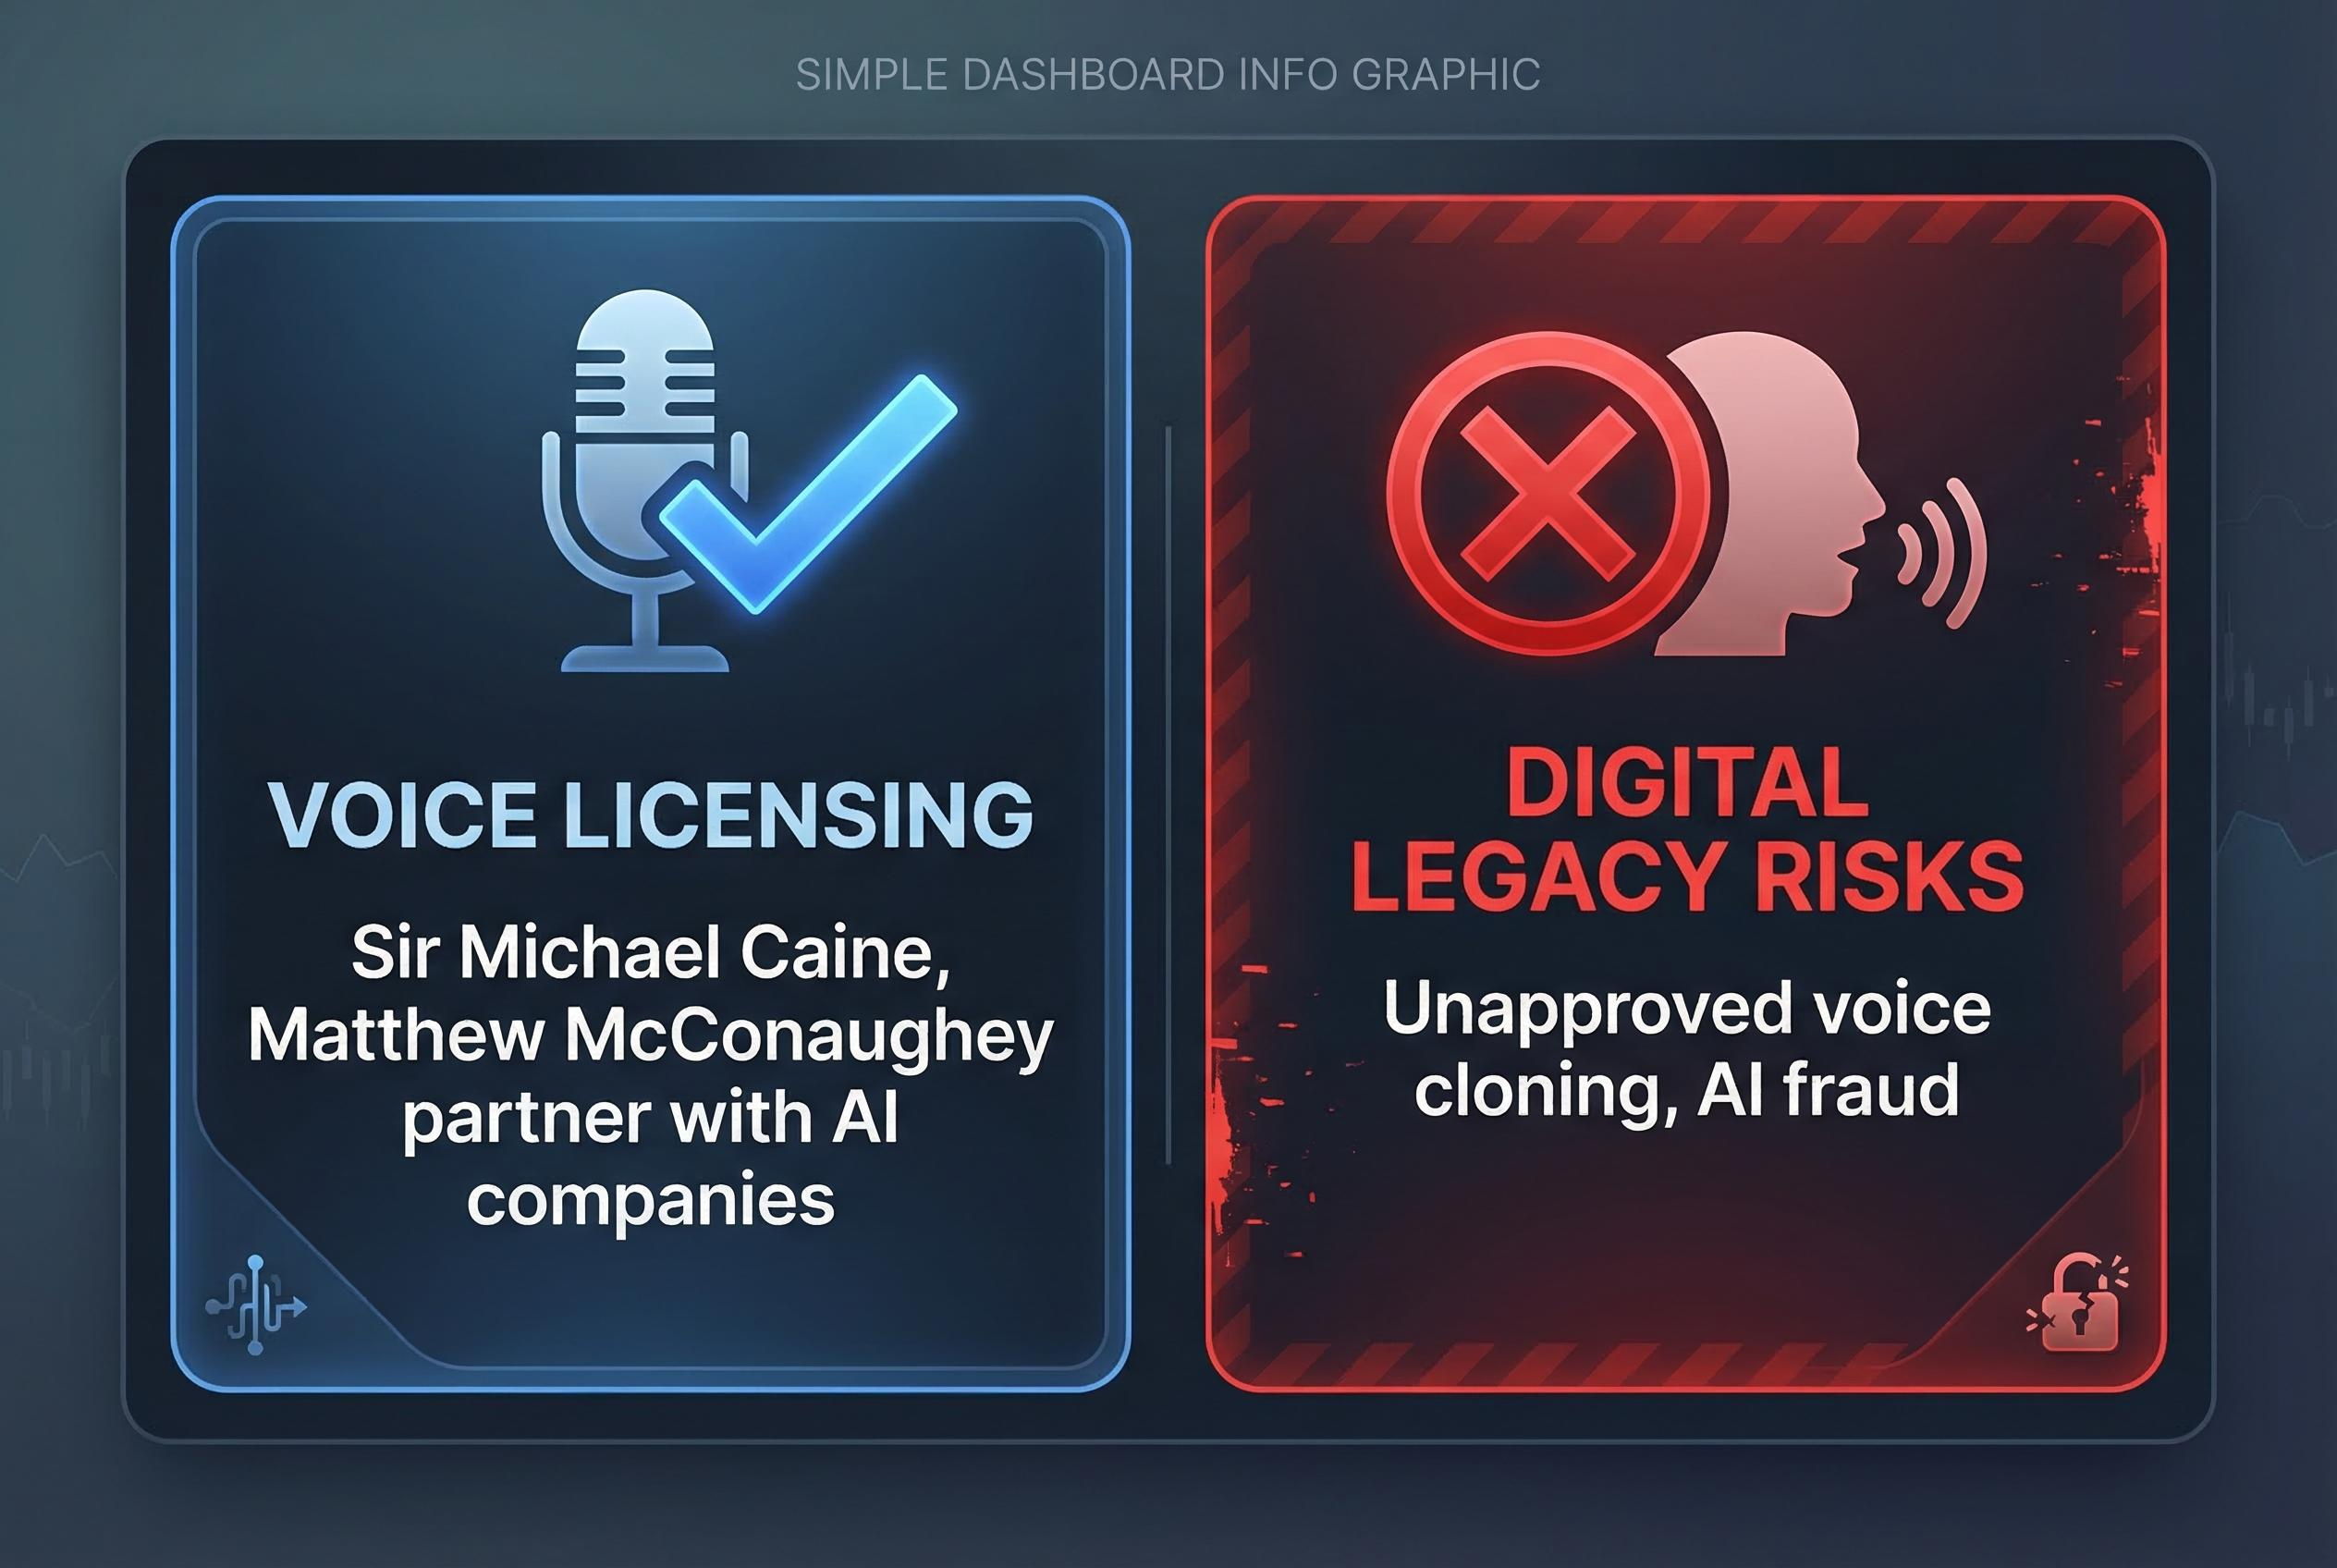 SIMPLE DASHBOARD INFO GRAPHIC
VOICE LICENSING
Sir Michael Caine,
Matthew McConaughey
partner with AI
companies
DIGITAL
LEGACY RISKS
Unapproved voice
cloning, AI fraud